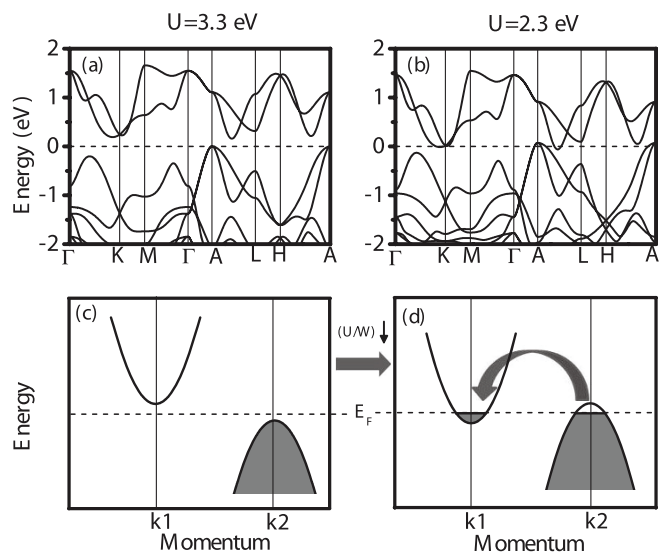 U=3.3 eV
U=2.3 eV
(a)
(b)
2
1
0
-1
-2
2
1
0
-1
-2
Energy (eV)
Γ K M Γ A L H A
Γ K M Γ A L H A
(c)
(U/W) ↓
(d)
E_F
Energy
k1 k2
k1 k2
Momentum
Momentum